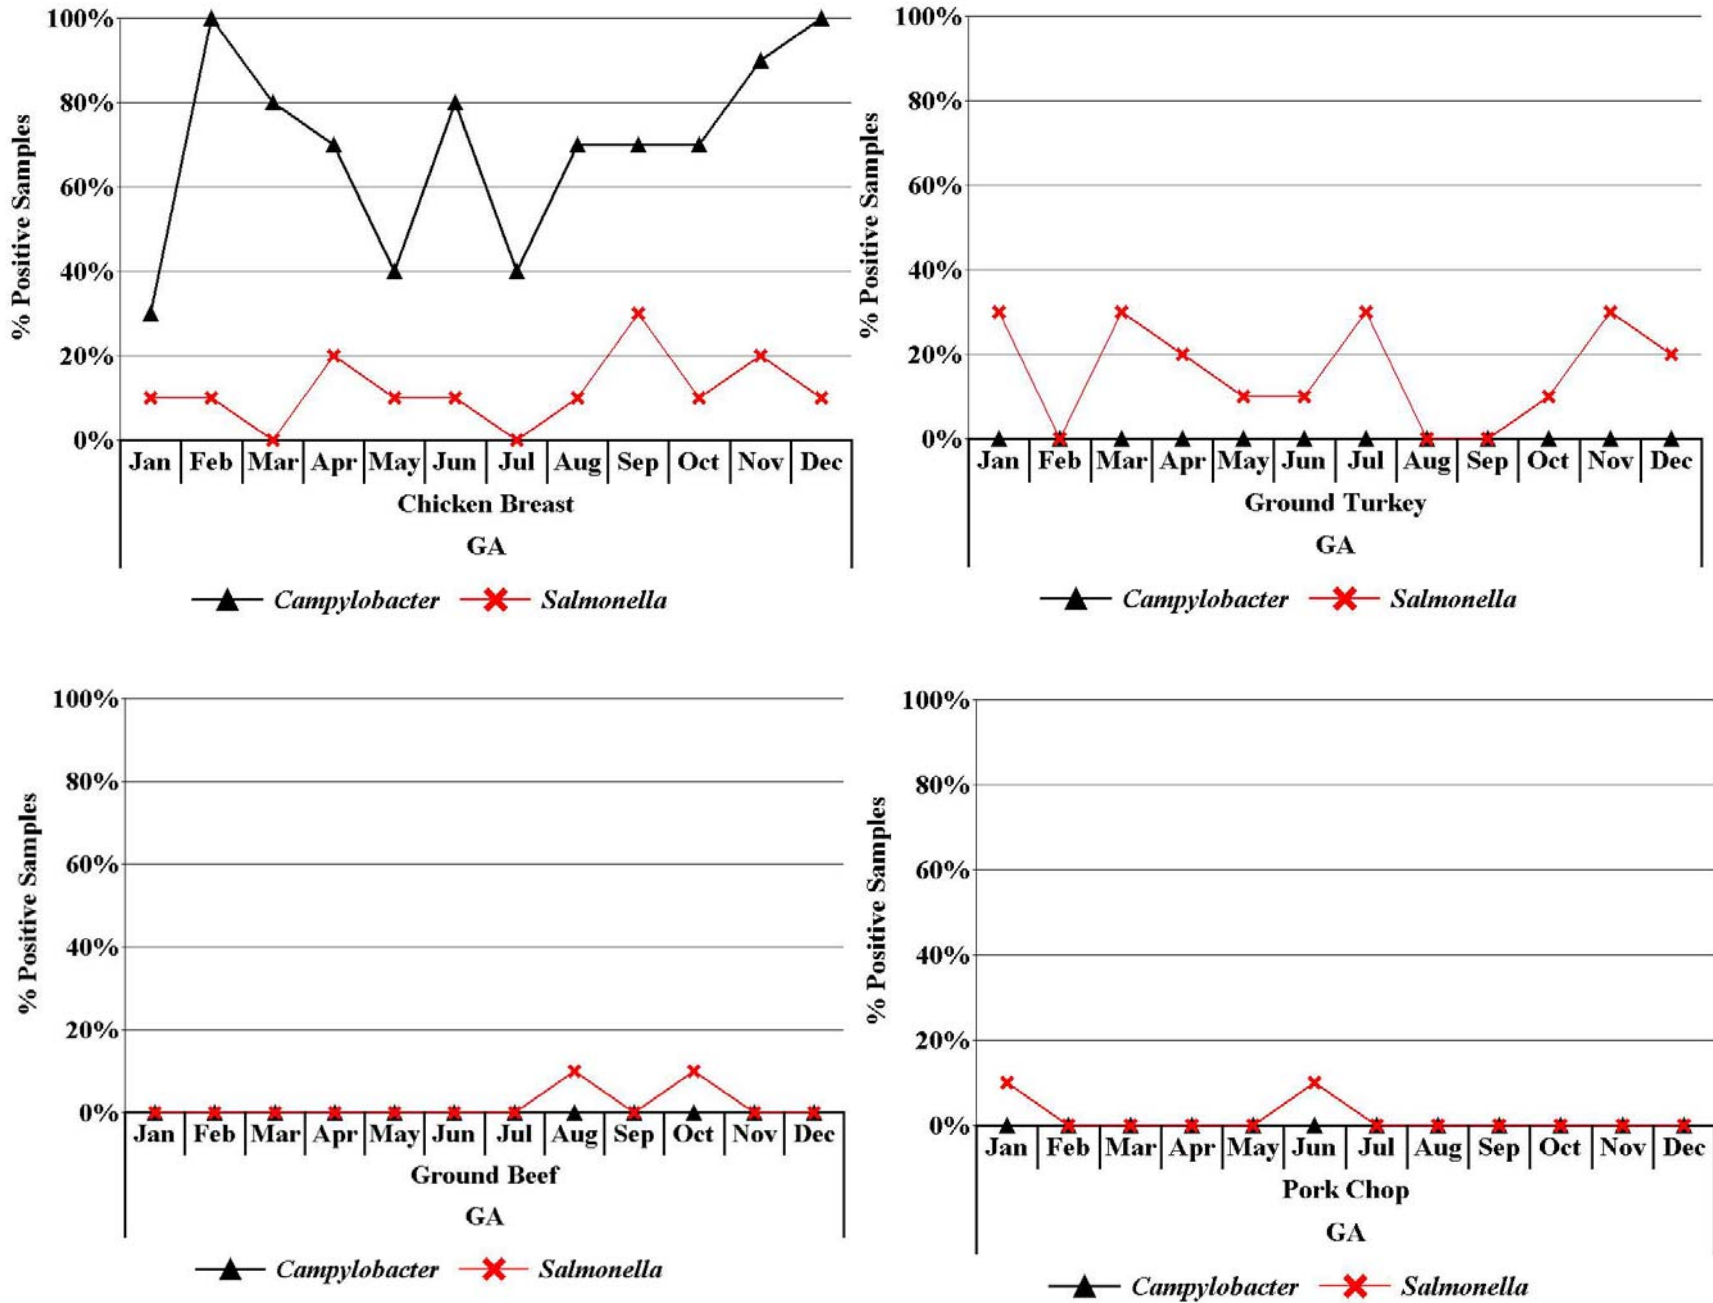 100%
80%
60%
40%
20%
0%
% Positive Samples
Jan Feb Mar Apr May Jun Jul Aug Sep Oct Nov Dec
Chicken Breast
GA
Campylobacter Salmonella
100%
80%
60%
40%
20%
0%
% Positive Samples
Jan Feb Mar Apr May Jun Jul Aug Sep Oct Nov Dec
Ground Turkey
GA
Campylobacter Salmonella
100%
80%
60%
40%
20%
0%
% Positive Samples
Jan Feb Mar Apr May Jun Jul Aug Sep Oct Nov Dec
Ground Beef
GA
Campylobacter Salmonella
100%
80%
60%
40%
20%
0%
% Positive Samples
Jan Feb Mar Apr May Jun Jul Aug Sep Oct Nov Dec
Pork Chop
GA
Campylobacter Salmonella